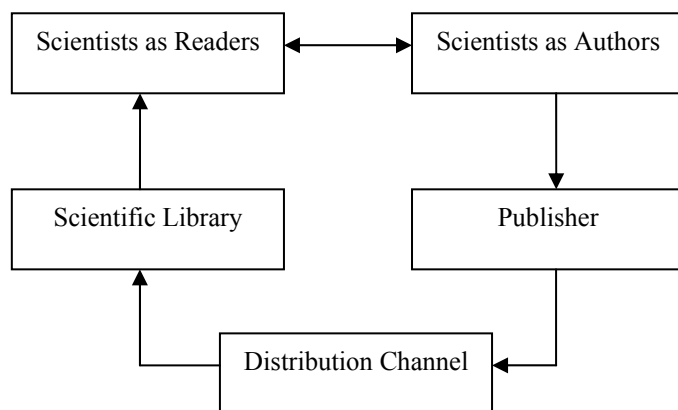 Scientists as Readers
Scientists as Authors
Scientific Library
Publisher
Distribution Channel